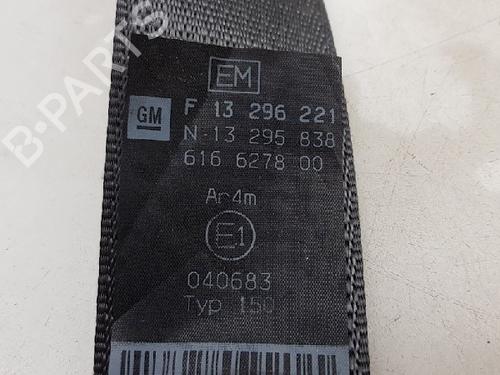 EM
GM F 13 296 221
N-13 295 838
616 6278 00
Ar4m
E1
040683
Typ 150
B-PARTS